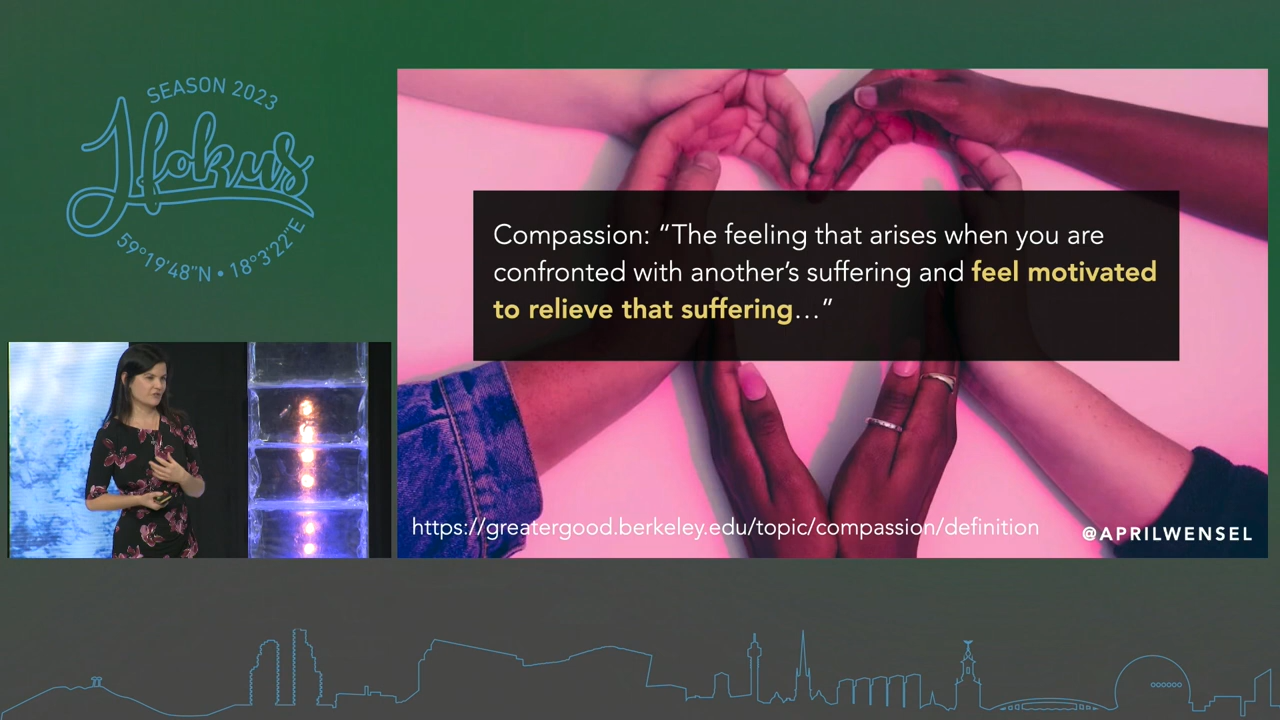 SEASON 2023
Hokus
59°19'48"N • 18°3'22"E
Compassion: “The feeling that arises when you are
confronted with another’s suffering and feel motivated
to relieve that suffering…”
https://greatergood.berkeley.edu/topic/compassion/definition
@APRILWENSEL